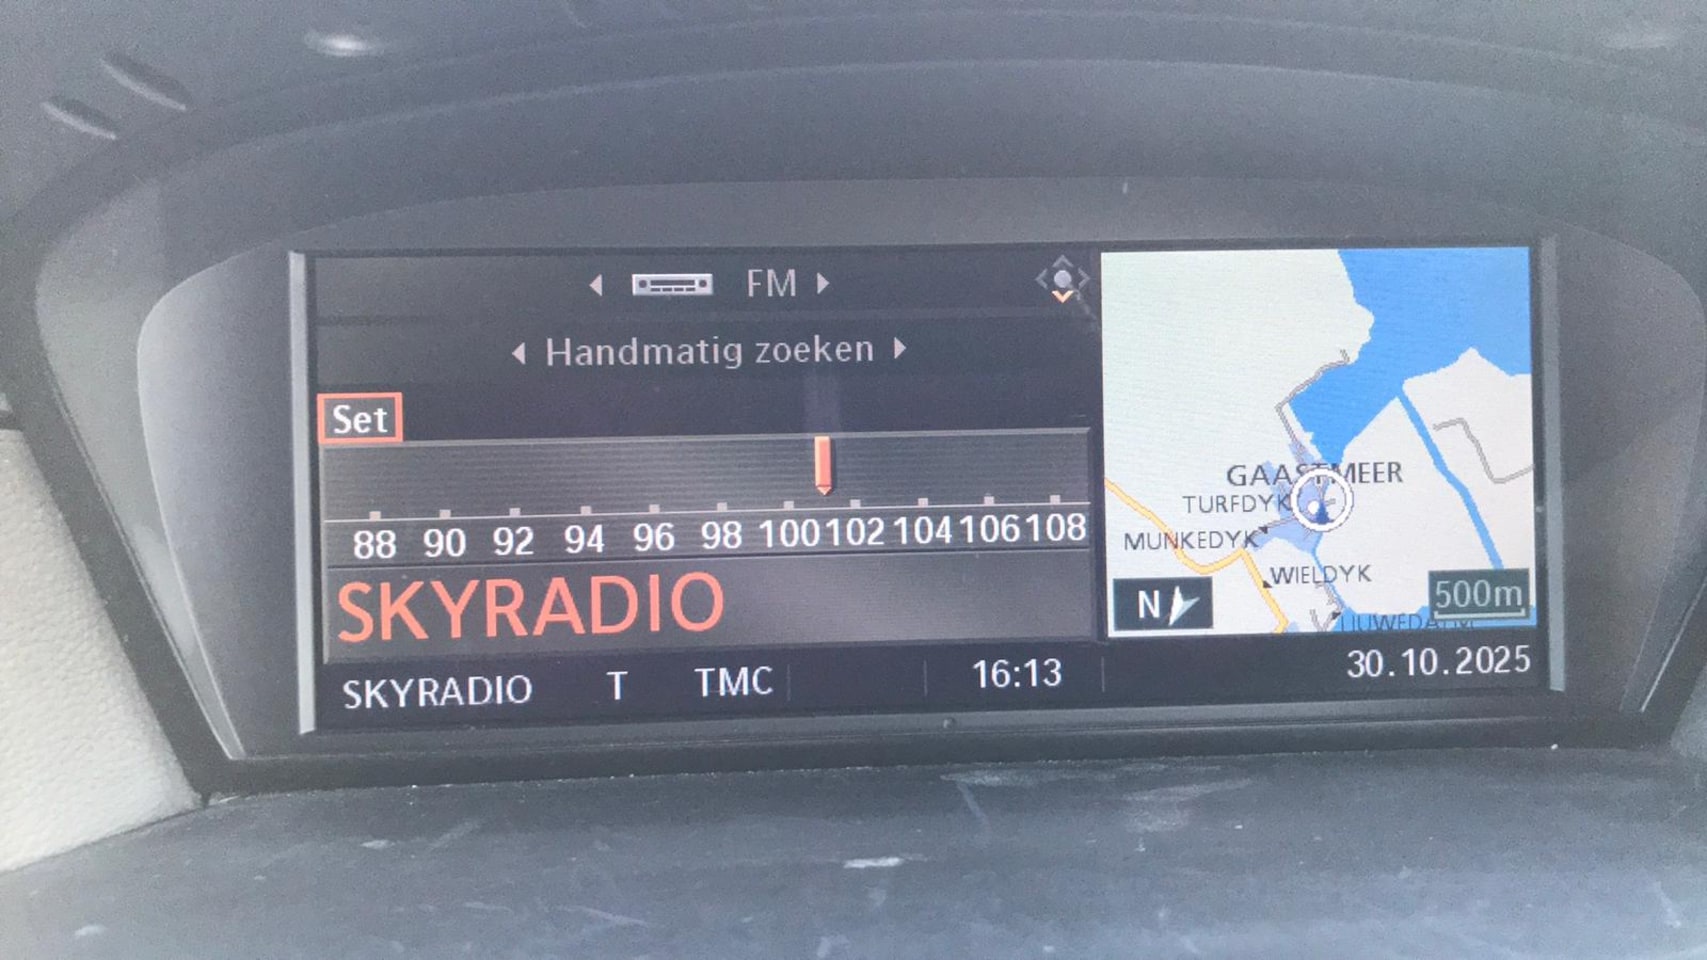 FM
Handmatig zoeken
Set
88 90 92 94 96 98 100 102 104 106 108
SKYRADIO
SKYRADIO T TMC 16:13 30.10.2025
GAASTMEER
TURFDYK
MUNKEDYK
WIELDYK
N 500m